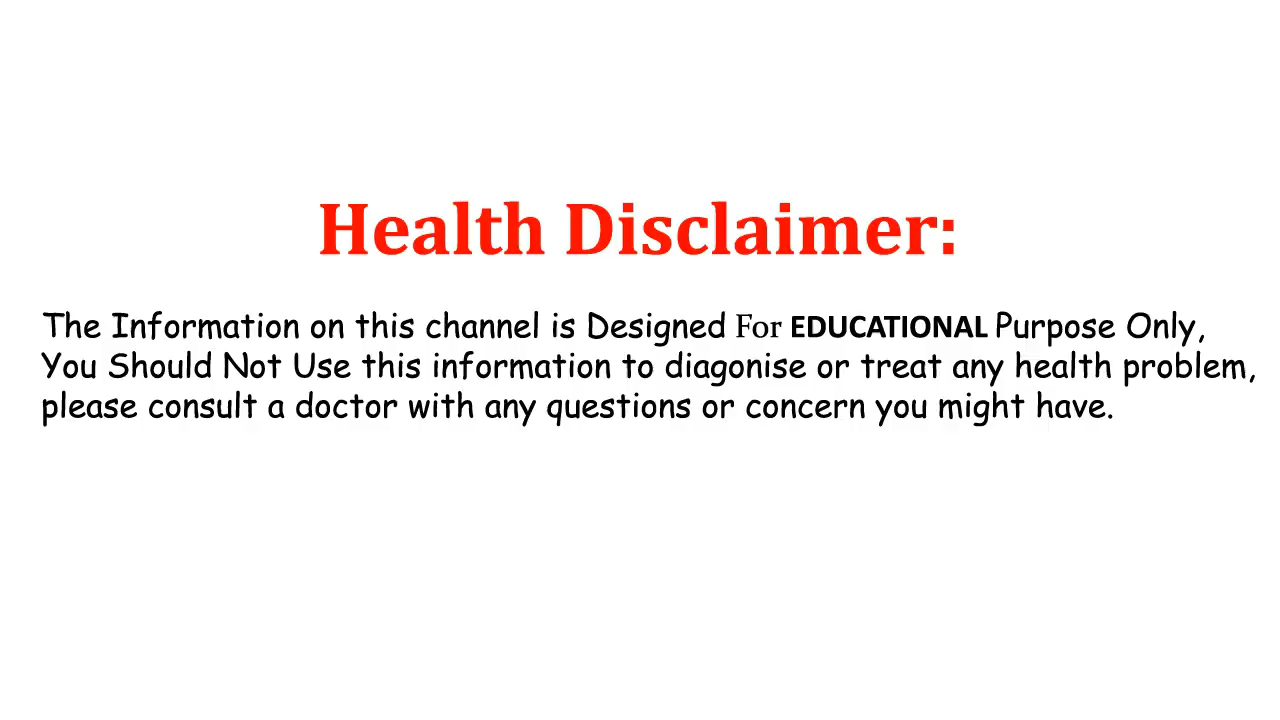 Health Disclaimer:
The Information on this channel is Designed For EDUCATIONAL Purpose Only,
You Should Not Use this information to diagonise or treat any health problem,
please consult a doctor with any questions or concern you might have.